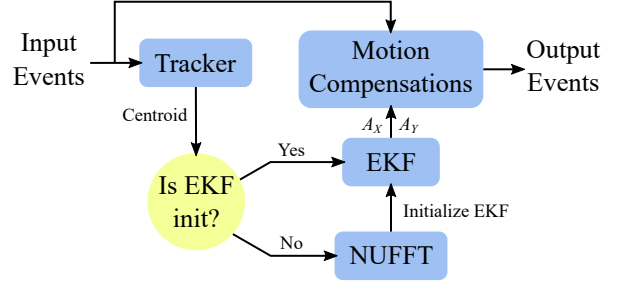 Input
Events
Tracker
Motion
Compensations
Output
Events
Centroid
A_X A_Y
Is EKF
init?
Yes
EKF
Initialize EKF
No
NUFFT